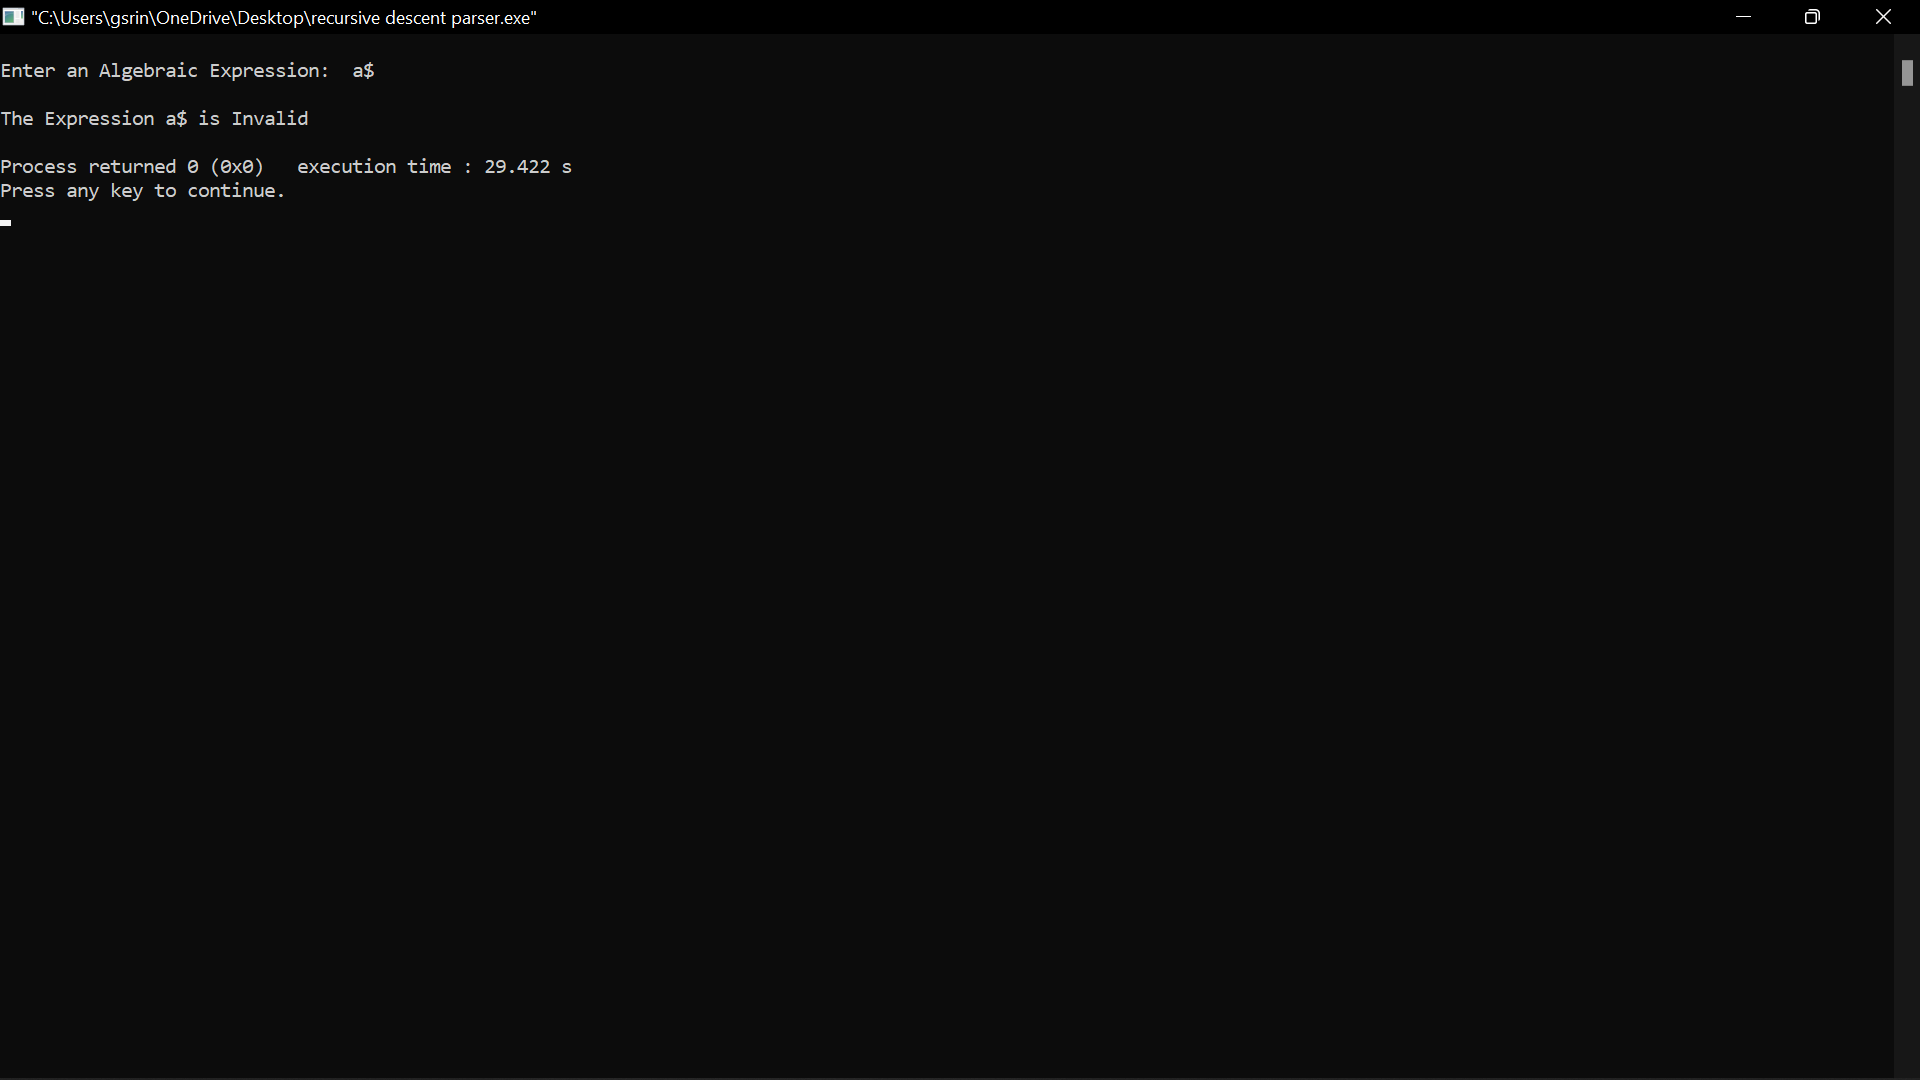 "C:\Users\gsrin\OneDrive\Desktop\recursive descent parser.exe"
Enter an Algebraic Expression:  a$
The Expression a$ is Invalid
Process returned 0 (0x0)   execution time : 29.422 s
Press any key to continue.